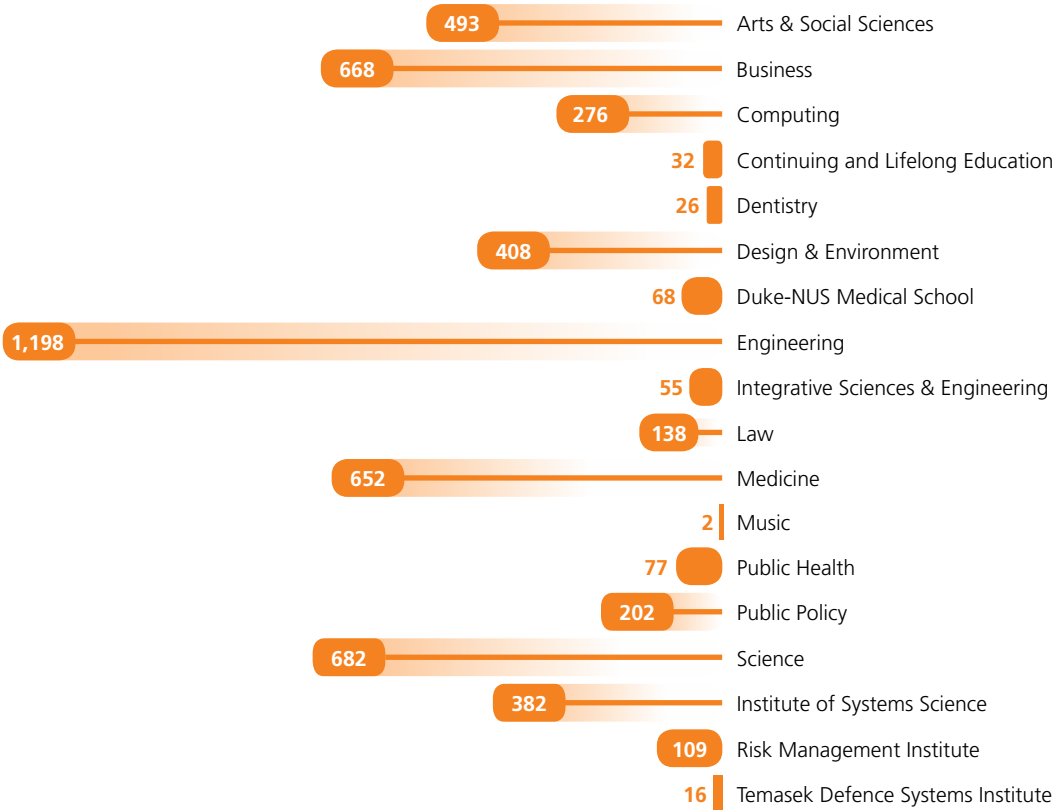 493 Arts & Social Sciences
668 Business
276 Computing
32 Continuing and Lifelong Education
26 Dentistry
408 Design & Environment
68 Duke-NUS Medical School
1,198 Engineering
55 Integrative Sciences & Engineering
138 Law
652 Medicine
2 Music
77 Public Health
202 Public Policy
682 Science
382 Institute of Systems Science
109 Risk Management Institute
16 Temasek Defence Systems Institute